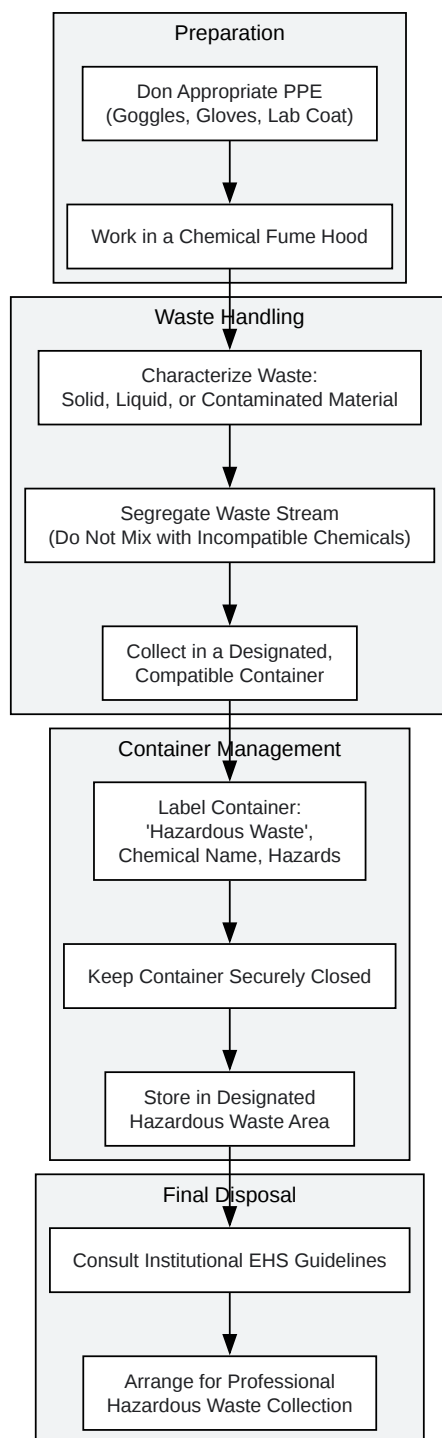 Preparation
Don Appropriate PPE
(Goggles, Gloves, Lab Coat)
Work in a Chemical Fume Hood
Waste Handling
Characterize Waste:
Solid, Liquid, or Contaminated Material
Segregate Waste Stream
(Do Not Mix with Incompatible Chemicals)
Collect in a Designated,
Compatible Container
Container Management
Label Container:
'Hazardous Waste',
Chemical Name, Hazards
Keep Container Securely Closed
Store in Designated
Hazardous Waste Area
Final Disposal
Consult Institutional EHS Guidelines
Arrange for Professional
Hazardous Waste Collection